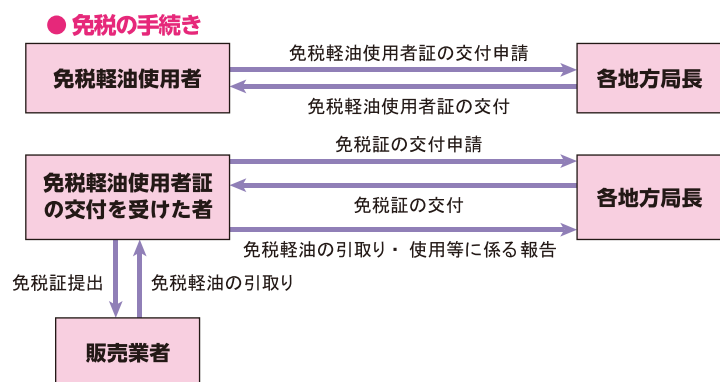 ● 免税の手続き
免税軽油使用者証の交付申請
免税軽油使用者
各地方局長
免税軽油使用者証の交付
免税証の交付申請
免税軽油使用者証
の交付を受けた者
各地方局長
免税証の交付
免税軽油の引取り・使用等に係る報告
免税証提出
免税軽油の引取り
販売業者